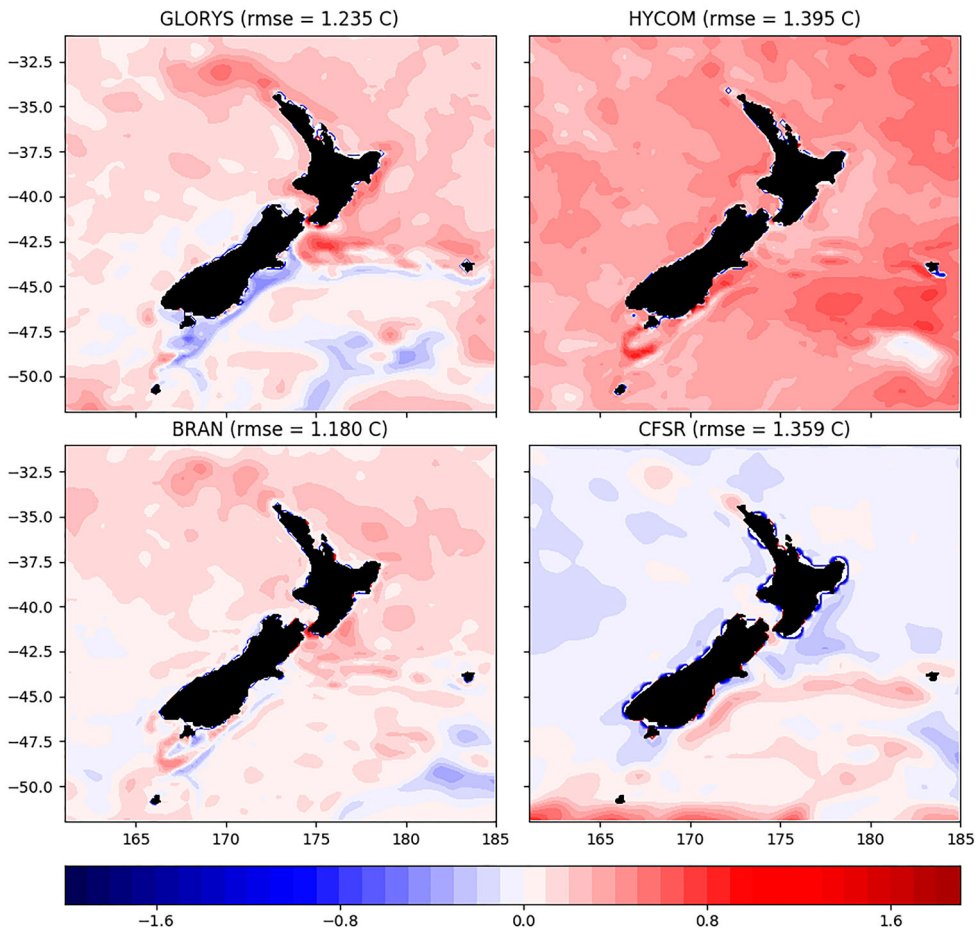 GLORYS (rmse = 1.235 C)
HYCOM (rmse = 1.395 C)
−32.5
−35.0
−37.5
−40.0
−42.5
−45.0
−47.5
−50.0
BRAN (rmse = 1.180 C)
CFSR (rmse = 1.359 C)
−32.5
−35.0
−37.5
−40.0
−42.5
−45.0
−47.5
−50.0
165 170 175 180 185 165 170 175 180 185
−1.6 −0.8 0.0 0.8 1.6